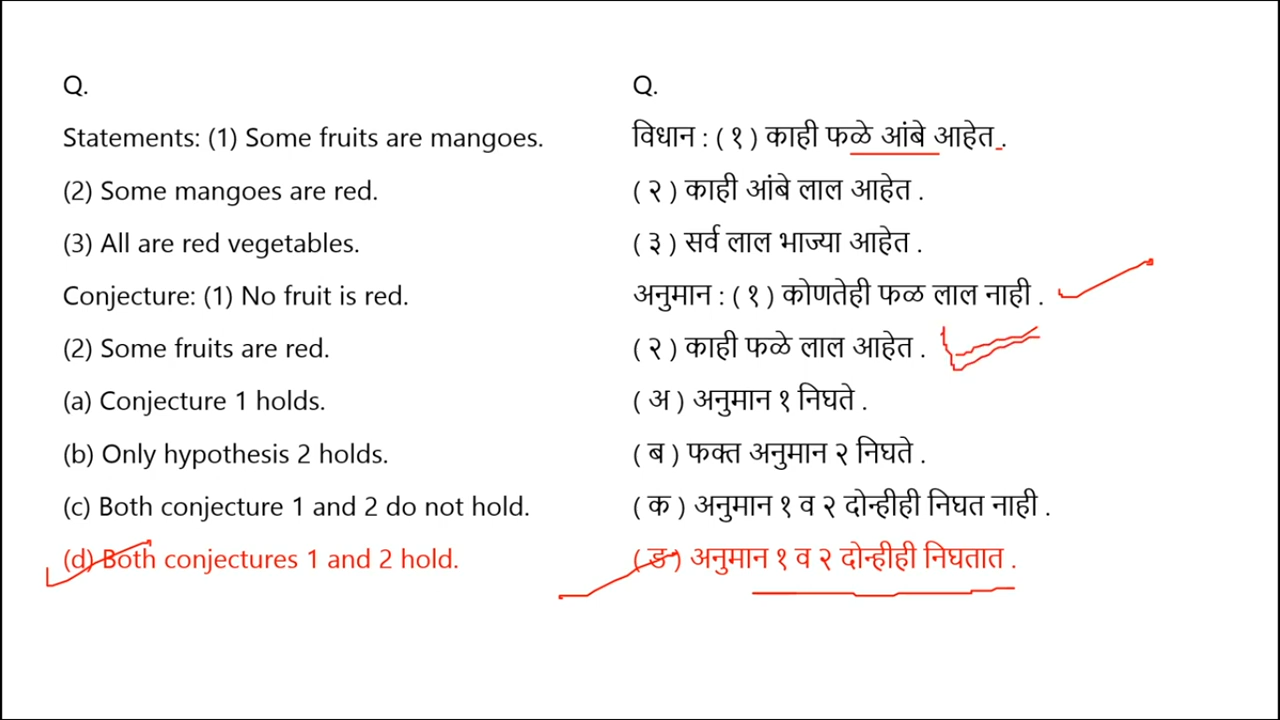 Q.
Statements: (1) Some fruits are mangoes.
(2) Some mangoes are red.
(3) All are red vegetables.
Conjecture: (1) No fruit is red.
(2) Some fruits are red.
(a) Conjecture 1 holds.
(b) Only hypothesis 2 holds.
(c) Both conjecture 1 and 2 do not hold.
(d) Both conjectures 1 and 2 hold.
Q.
विधान : ( १ ) काही फळे आंबे आहेत .
( २ ) काही आंबे लाल आहेत .
( ३ ) सर्व लाल भाज्या आहेत .
अनुमान : ( १ ) कोणतेही फळ लाल नाही .
( २ ) काही फळे लाल आहेत .
( अ ) अनुमान १ निघते .
( ब ) फक्त अनुमान २ निघते .
( क ) अनुमान १ व २ दोन्हीही निघत नाही .
( ड ) अनुमान १ व २ दोन्हीही निघतात .